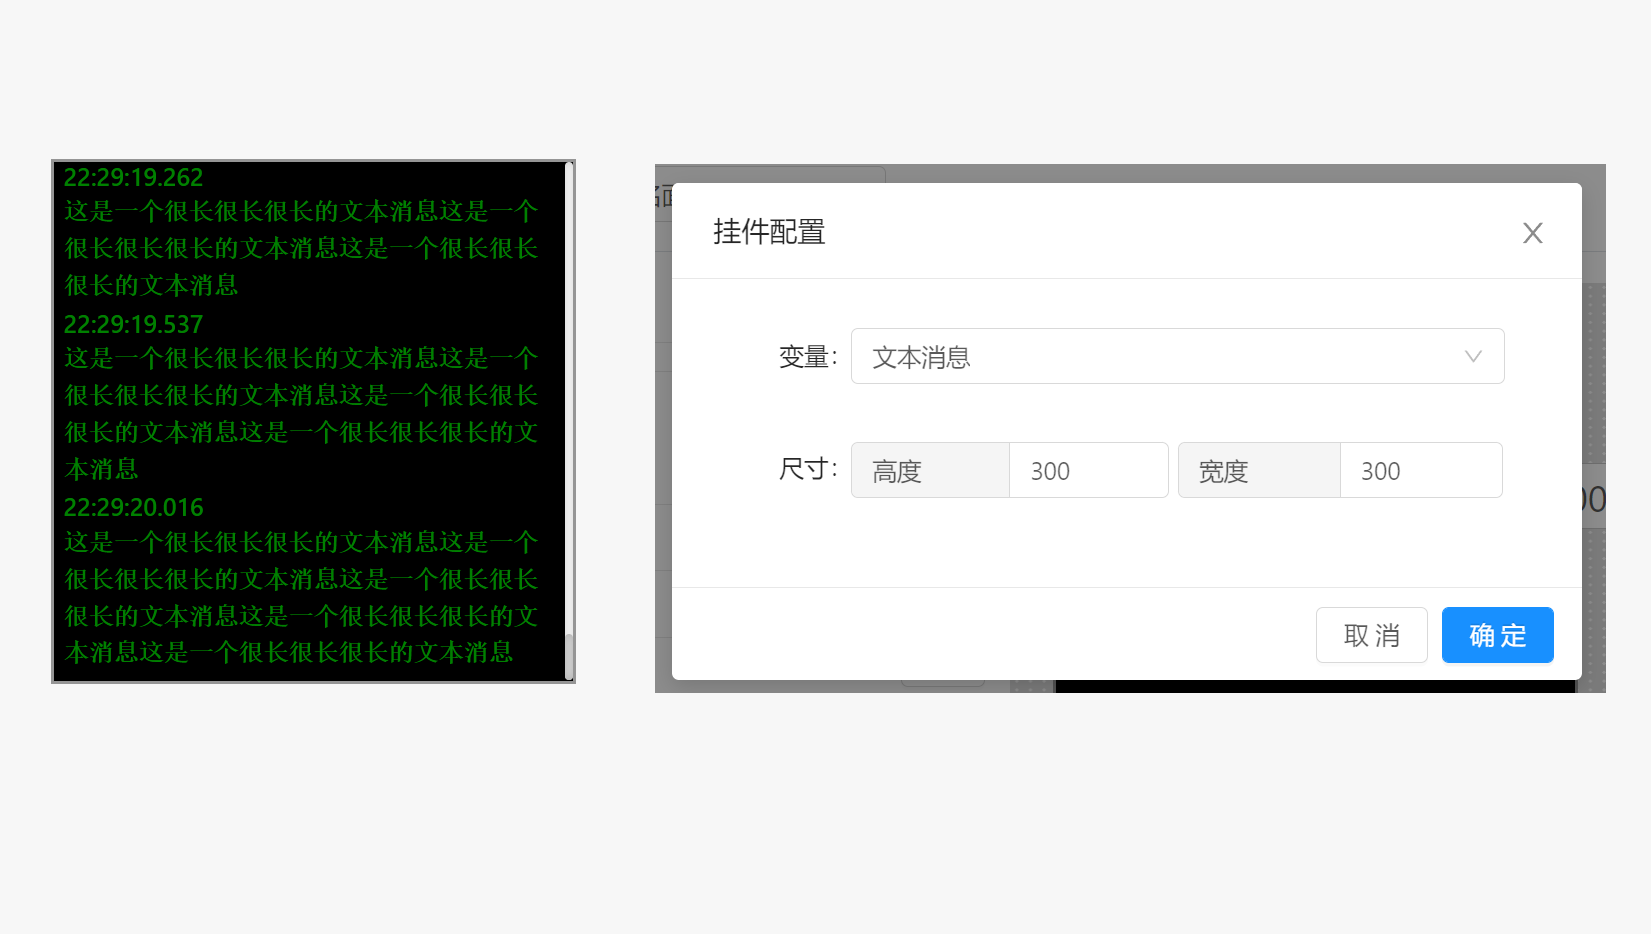 22:29:19.262
这是一个很长很长很长的文本消息这是一个
很长很长很长的文本消息这是一个很长很长
很长的文本消息
22:29:19.537
这是一个很长很长很长的文本消息这是一个
很长很长很长的文本消息这是一个很长很长
很长的文本消息这是一个很长很长很长的文
本消息
22:29:20.016
这是一个很长很长很长的文本消息这是一个
很长很长很长的文本消息这是一个很长很长
很长的文本消息这是一个很长很长很长的文
本消息这是一个很长很长很长的文本消息
挂件配置
变量:
文本消息
尺寸:
高度
300
宽度
300
取 消
确 定